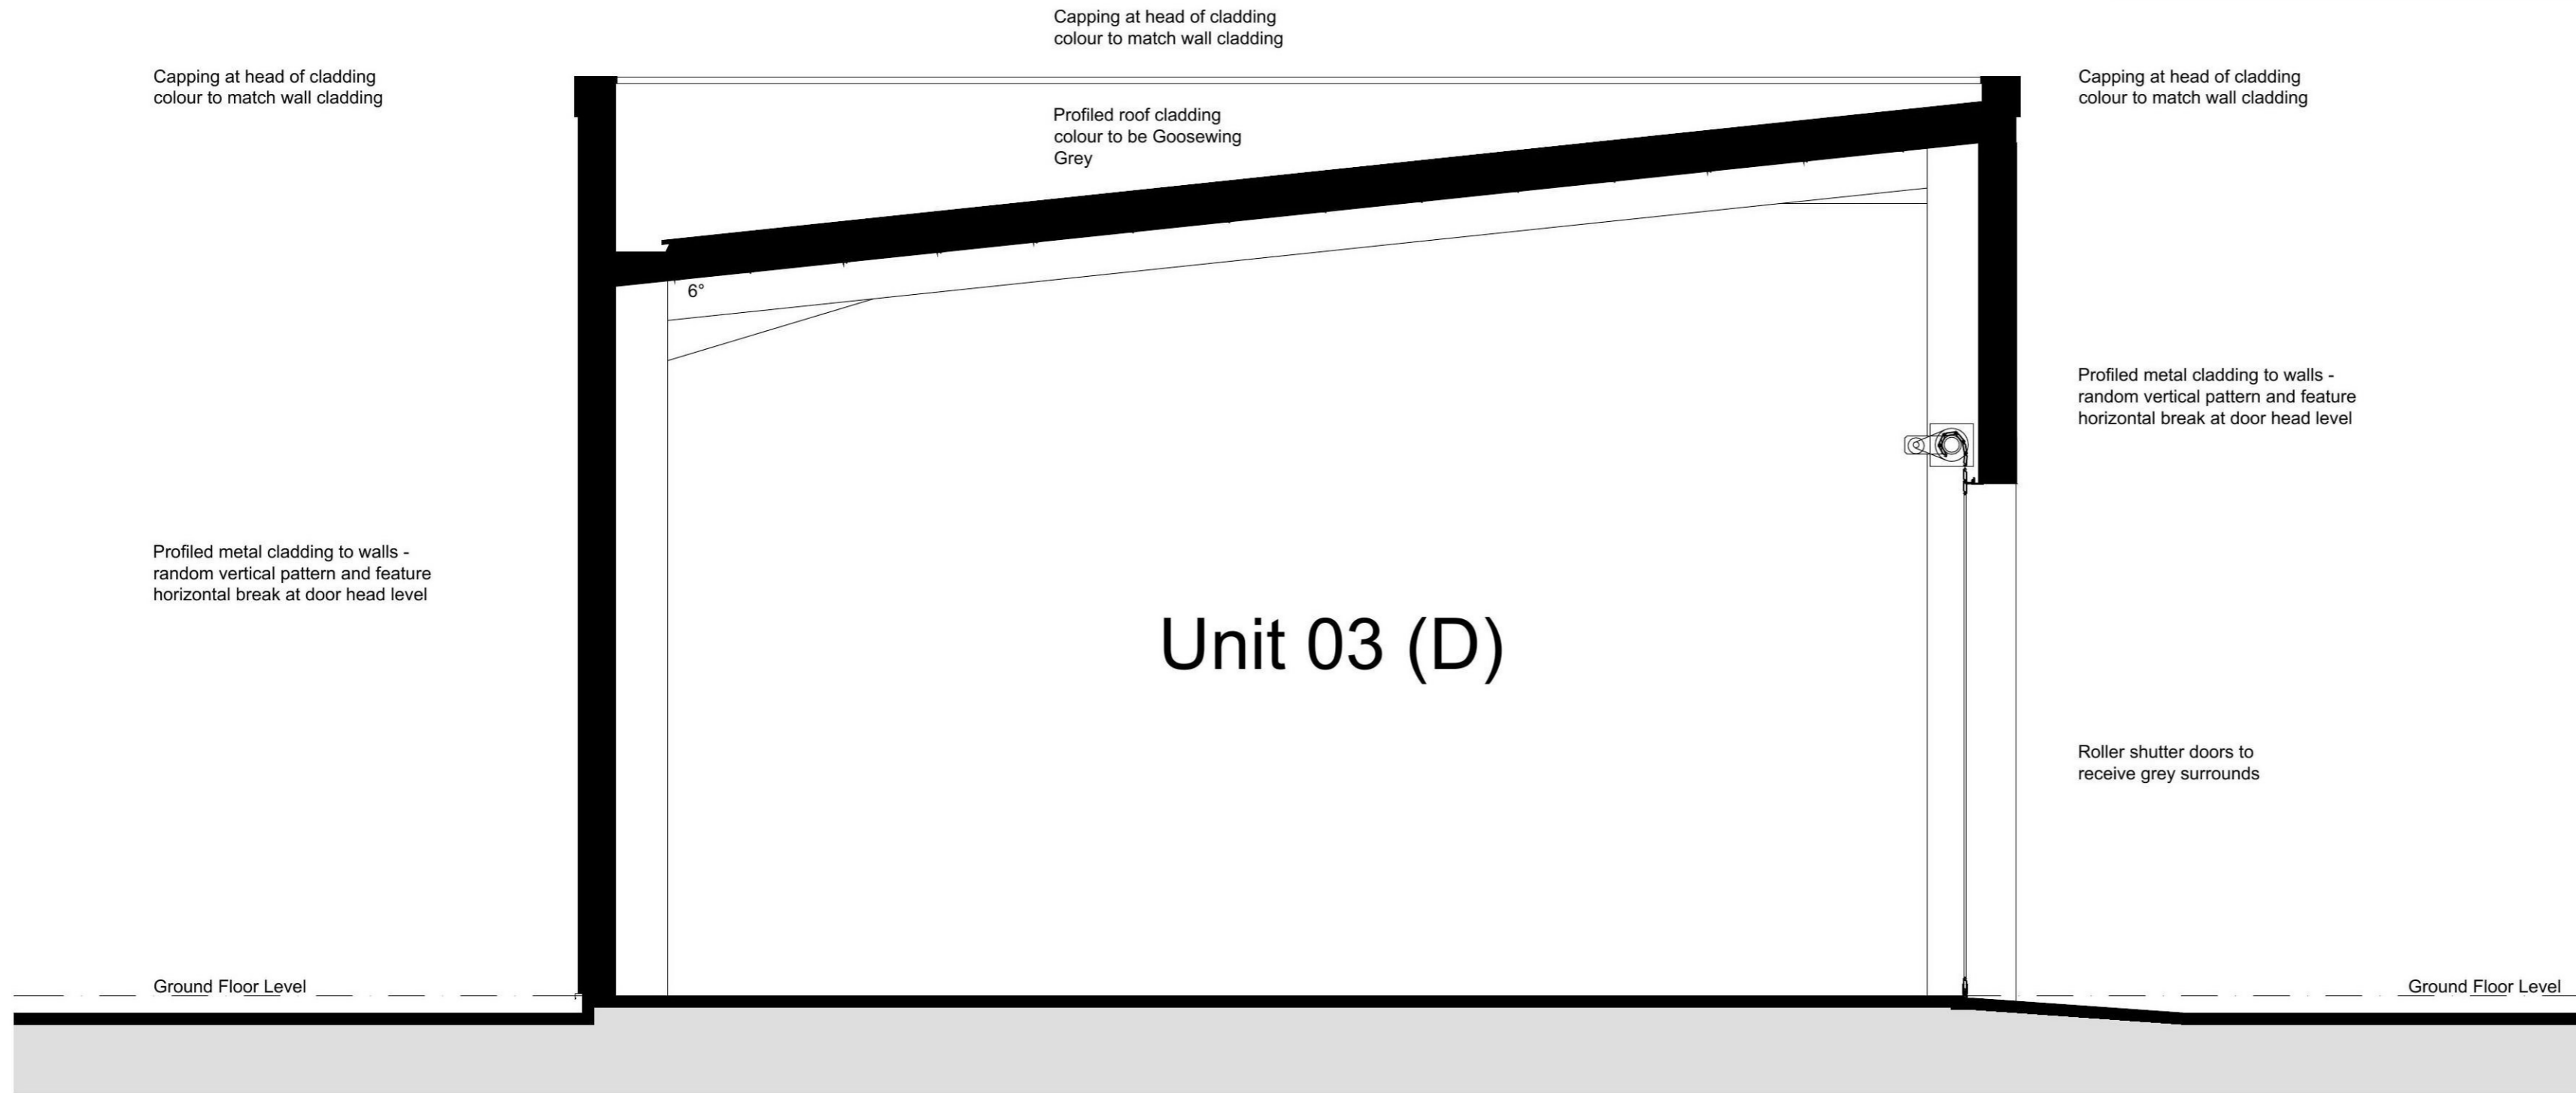 Capping at head of cladding
colour to match wall cladding
Capping at head of cladding
colour to match wall cladding
Capping at head of cladding
colour to match wall cladding
Profiled roof cladding
colour to be Goosewing
Grey
6°
Profiled metal cladding to walls -
random vertical pattern and feature
horizontal break at door head level
Profiled metal cladding to walls -
random vertical pattern and feature
horizontal break at door head level
Unit 03 (D)
Roller shutter doors to
receive grey surrounds
Ground Floor Level
Ground Floor Level